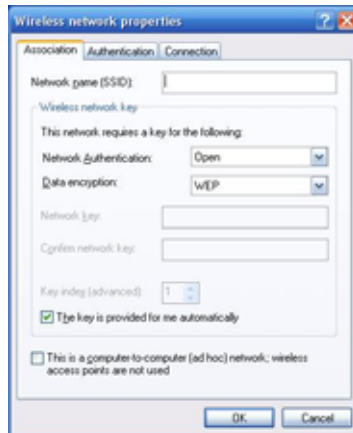 Wireless network properties
Association Authentication Connection
Network name (SSID):
Wireless network key
This network requires a key for the following:
Network Authentication: Open
Data encryption: WEP
Network key:
Confirm network key:
Key index (advanced): 1
The key is provided for me automatically
This is a computer-to-computer (ad hoc) network; wireless
access points are not used
OK Cancel